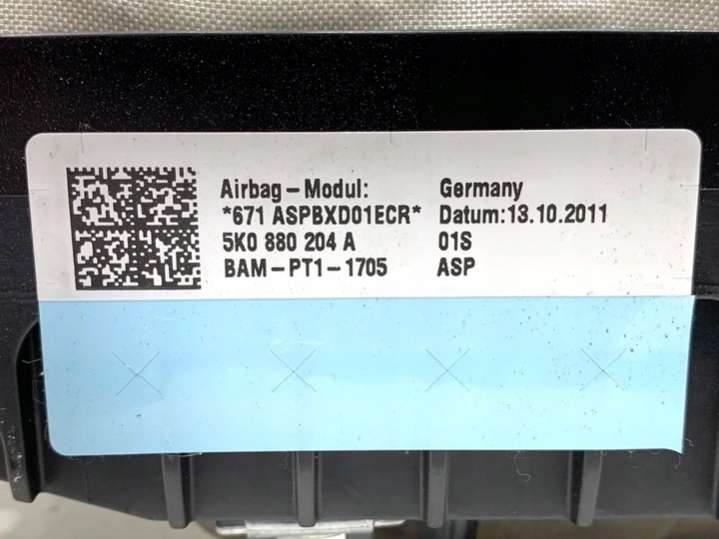 Airbag-Modul: Germany
*671 ASPBXD01ECR* Datum:13.10.2011
5K0 880 204 A 01S
BAM-PT1-1705 ASP